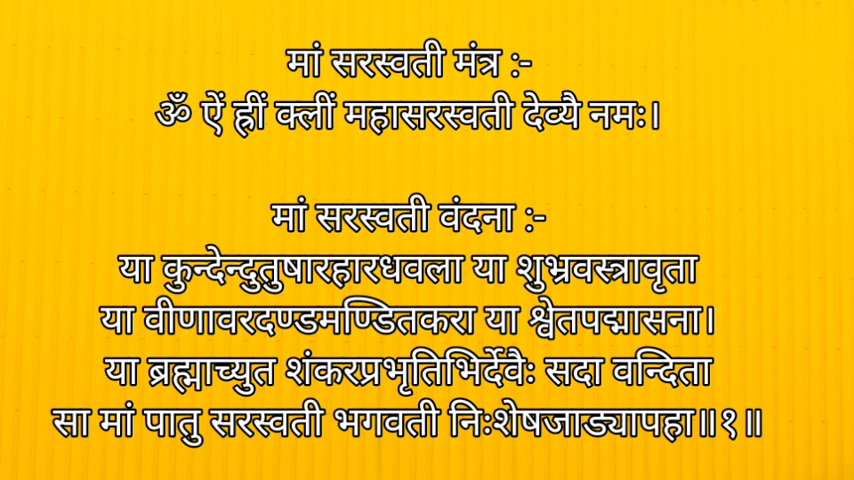 मां सरस्वती मंत्र :-
ॐ ऐं ह्रीं क्लीं महासरस्वती देव्यै नमः।
मां सरस्वती वंदना :-
या कुन्देन्दुतुषारहारधवला या शुभ्रवस्त्रावृता
या वीणावरदण्डमण्डितकरा या श्वेतपद्मासना।
या ब्रह्माच्युत शंकरप्रभृतिभिर्देवैः सदा वन्दिता
सा मां पातु सरस्वती भगवती निःशेषजाड्यापहा॥१॥